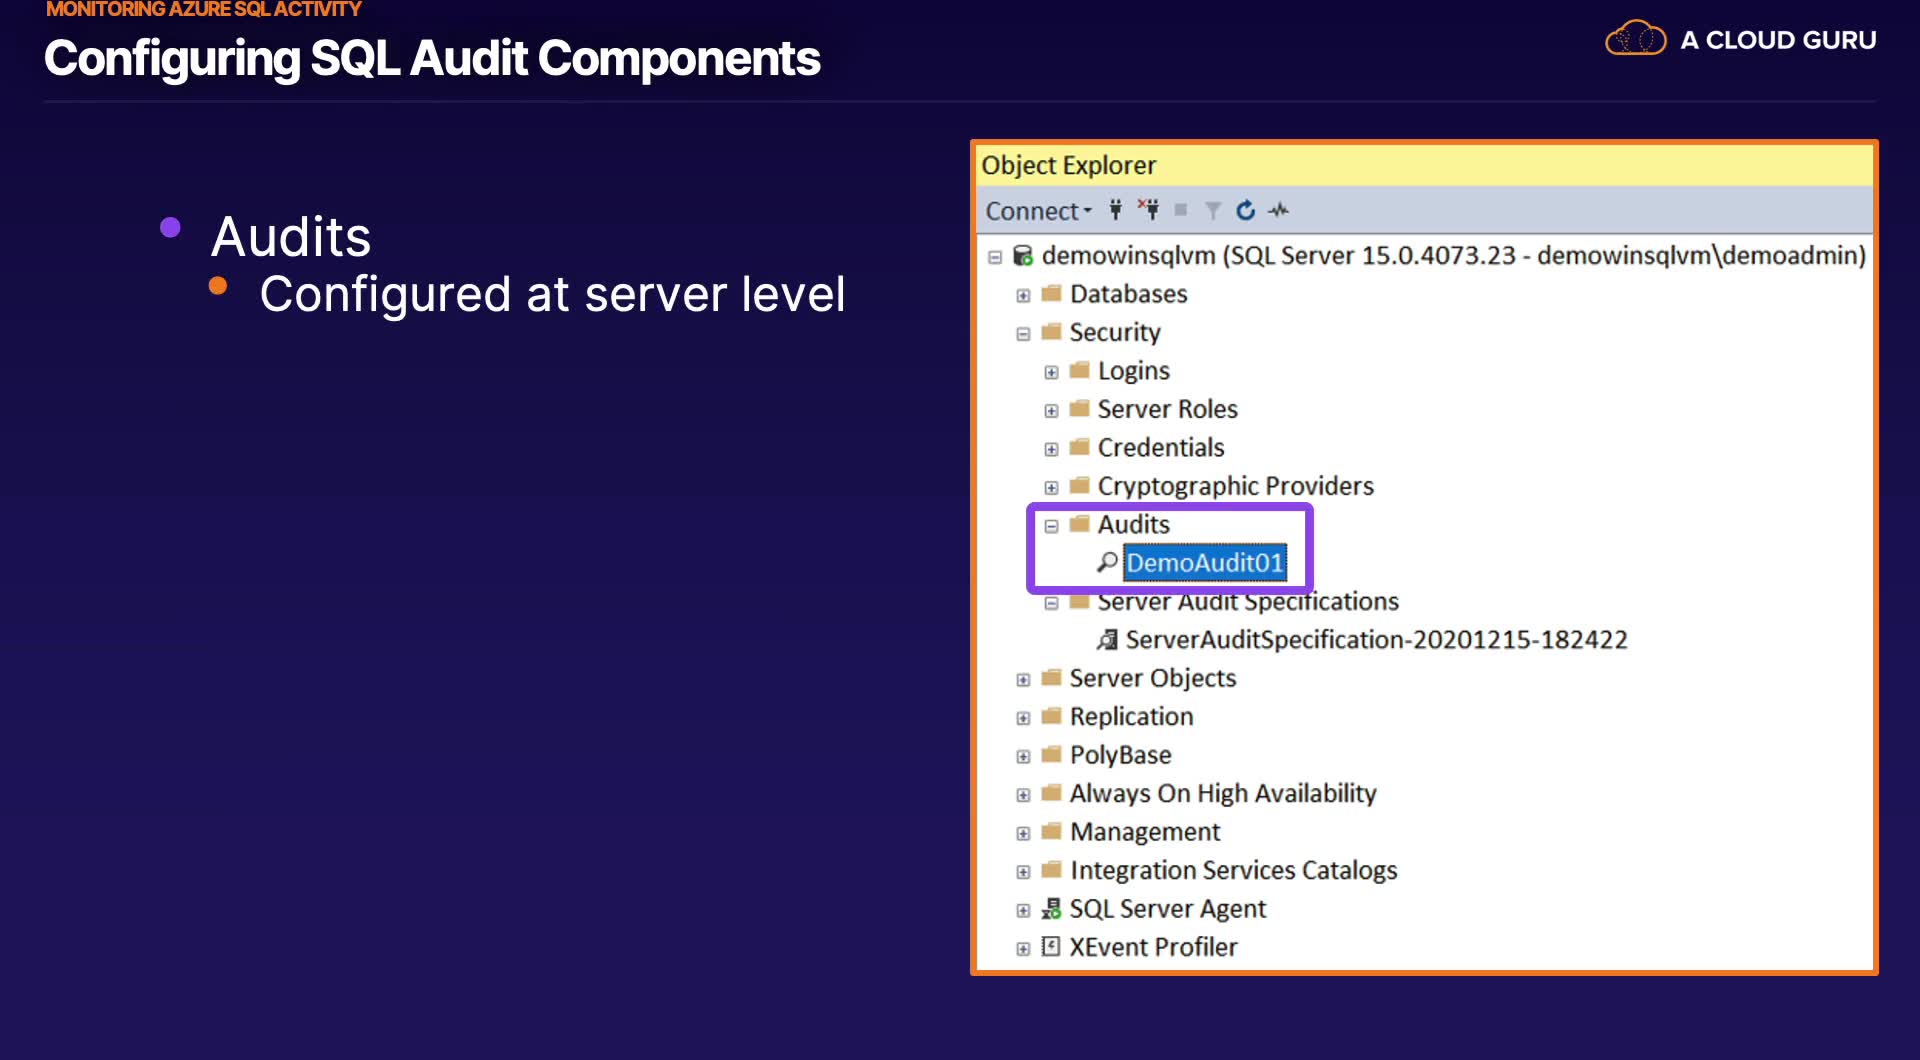 MONITORING AZURE SQL ACTIVITY
Configuring SQL Audit Components
A CLOUD GURU
Audits
Configured at server level
Object Explorer
Connect
demowinsqlvm (SQL Server 15.0.4073.23 - demowinsqlvm\demoadmin)
Databases
Security
Logins
Server Roles
Credentials
Cryptographic Providers
Audits
DemoAudit01
Server Audit Specifications
ServerAuditSpecification-20201215-182422
Server Objects
Replication
PolyBase
Always On High Availability
Management
Integration Services Catalogs
SQL Server Agent
XEvent Profiler